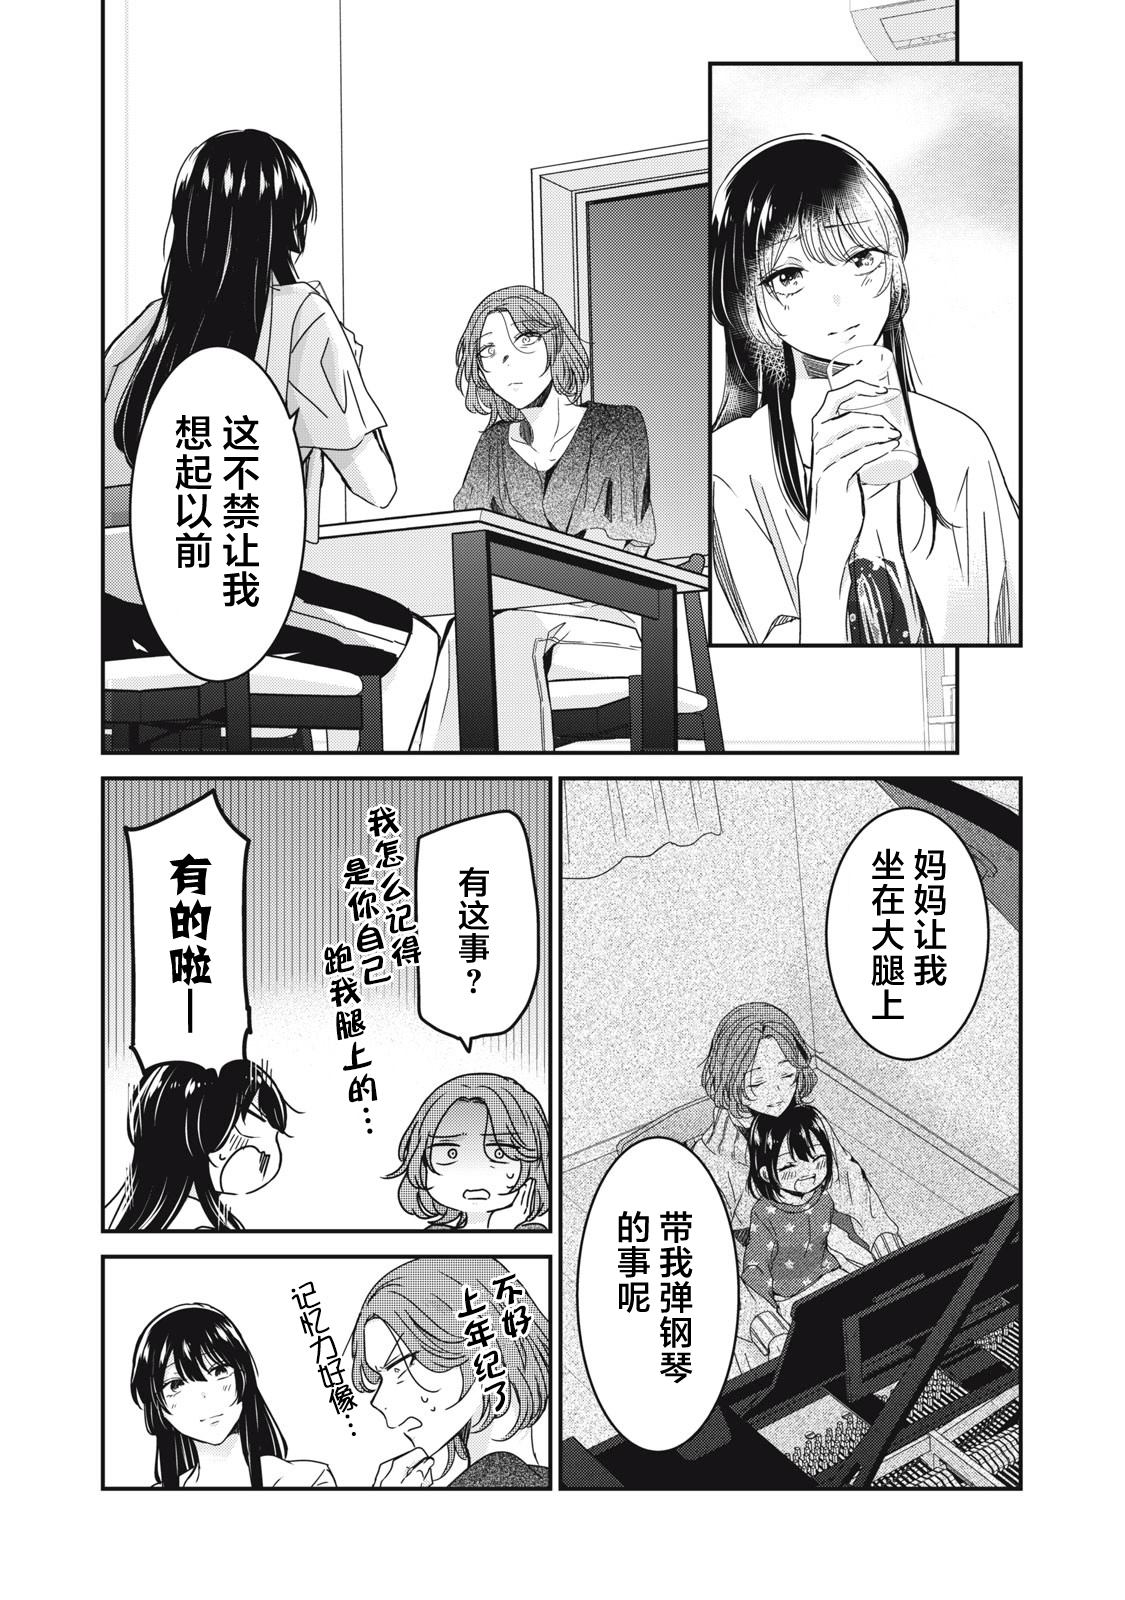 这不禁让我
想起以前
妈妈让我
坐在大腿上
带我弹钢琴
的事呢
有这事？
我怎么记得
是你自己
跑我腿上的…
有的啦—
不好
上年纪了
记忆力好像…